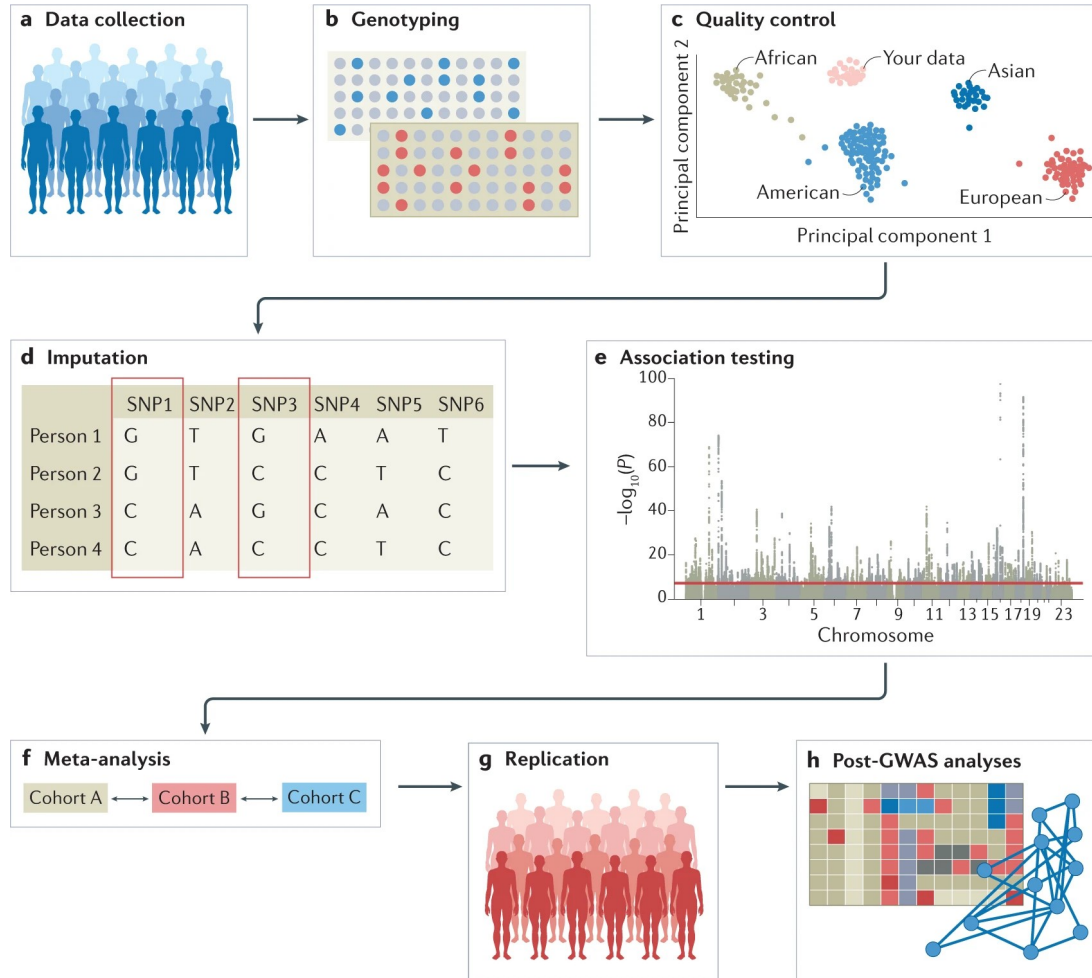 a Data collection
b Genotyping
c Quality control
Principal component 2
African
Your data
Asian
American
European
Principal component 1
d Imputation
SNP1 SNP2 SNP3 SNP4 SNP5 SNP6
Person 1 G T G A A T
Person 2 G T C C T C
Person 3 C A G C A C
Person 4 C A C C T C
e Association testing
–log₁₀(P)
100
80
60
40
20
0
1 3 5 7 9 11 13 15 17 19 23
Chromosome
f Meta-analysis
Cohort A Cohort B Cohort C
g Replication
h Post-GWAS analyses